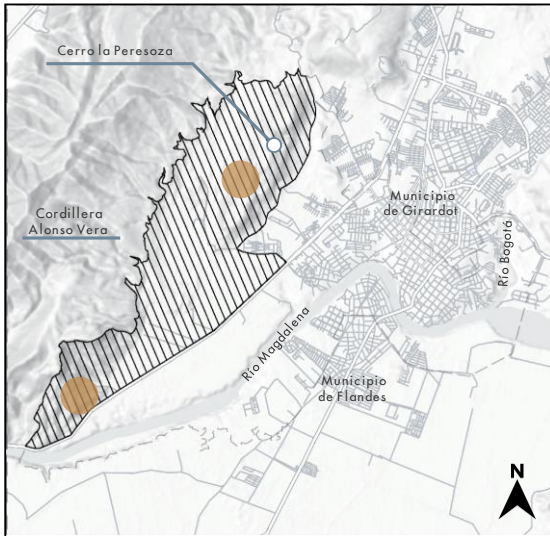 Cerro la Peresoza
Cordillera
Alonso Vera
Municipio
de Girardot
Río Bogotá
Río Magdalena
Municipio
de Flandes
N